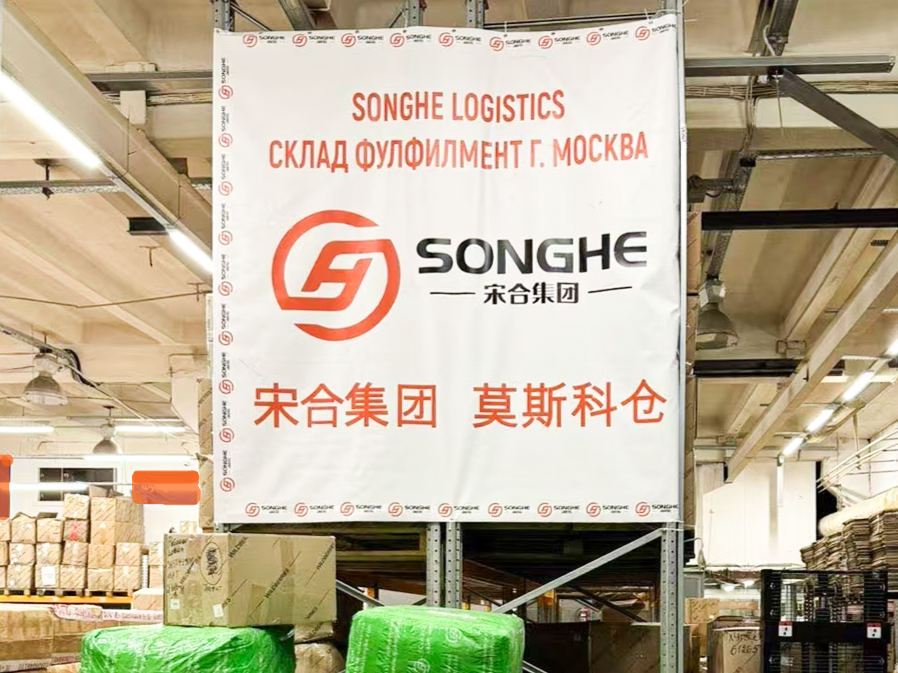 SONGHE LOGISTICS
СКЛАД ФУЛФИЛМЕНТ Г. МОСКВА
SONGHE
宋合集团
宋合集团 莫斯科仓